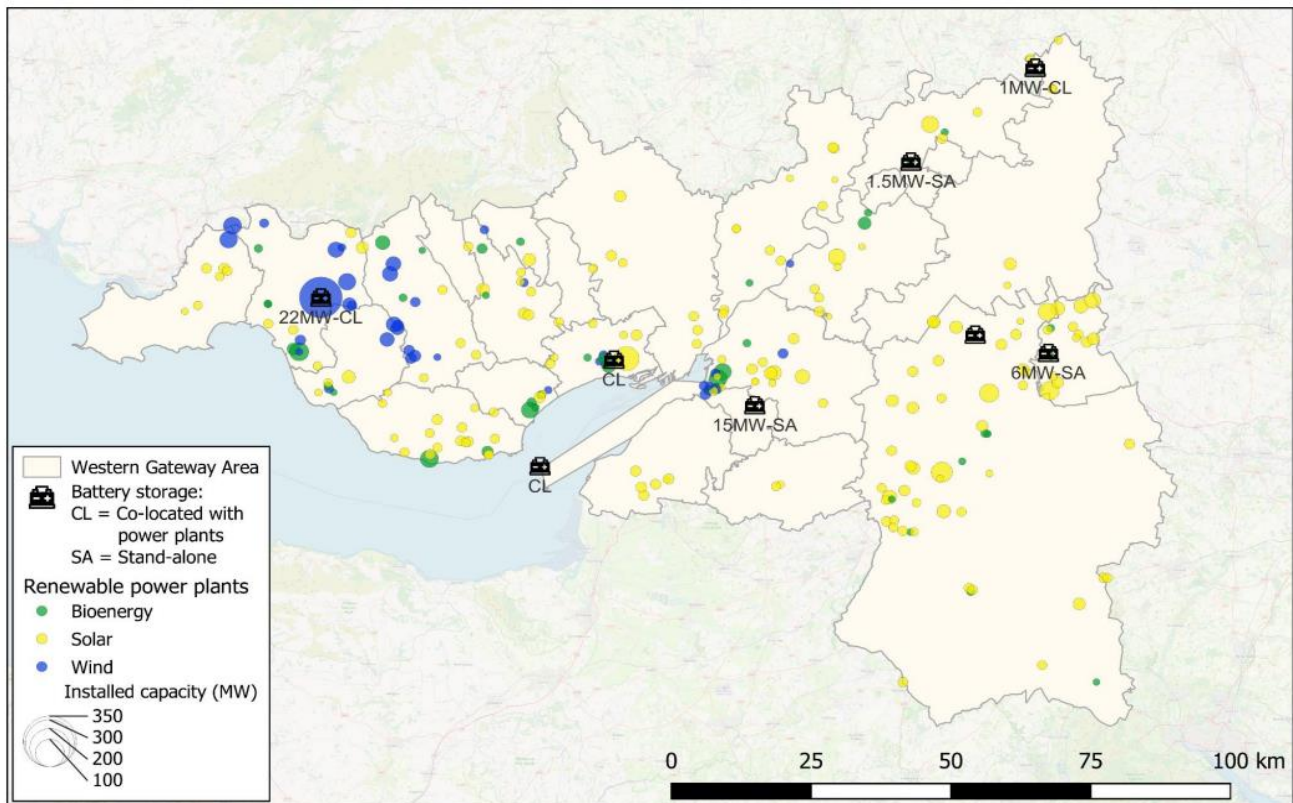 1MW-CL
1.5MW-SA
22MW-CL
CL
6MW-SA
15MW-SA
CL
Western Gateway Area
Battery storage:
CL = Co-located with
power plants
SA = Stand-alone
Renewable power plants
Bioenergy
Solar
Wind
Installed capacity (MW)
350
300
200
100
0 25 50 75 100 km